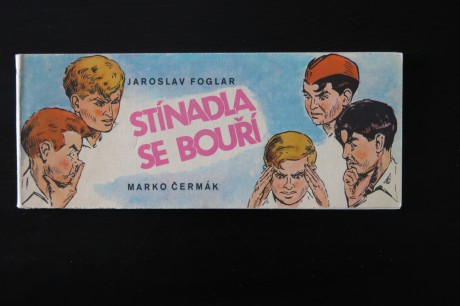 JAROSLAV FOGLAR
STÍNADLA
SE BOUŘÍ
MARKO ČERMÁK